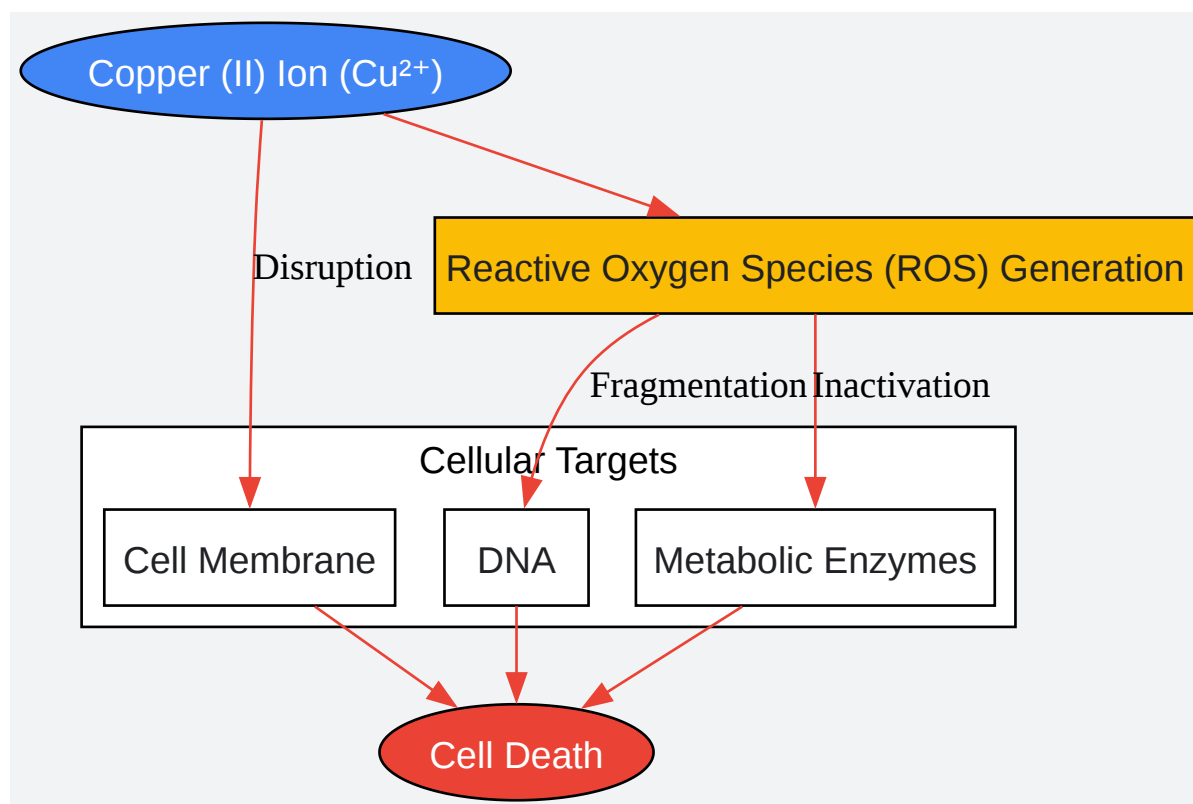 Copper (II) Ion (Cu²⁺)
Disruption
Reactive Oxygen Species (ROS) Generation
Fragmentation
Inactivation
Cellular Targets
Cell Membrane
DNA
Metabolic Enzymes
Cell Death